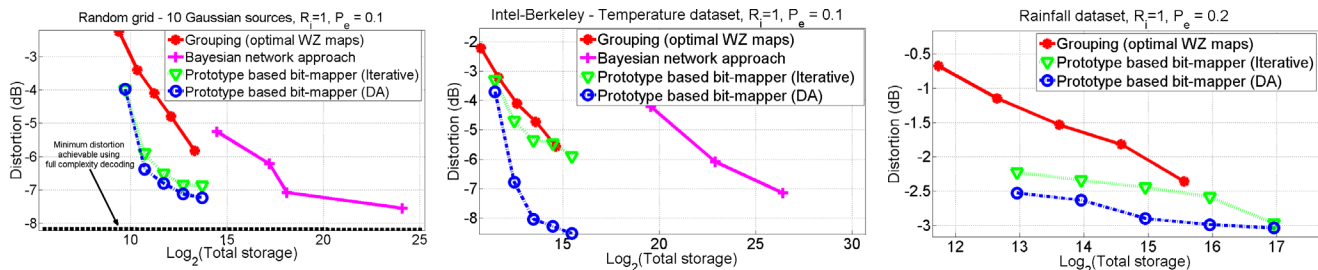 Random grid - 10 Gaussian sources, Ri=1, Pe = 0.1
Grouping (optimal WZ maps)
Bayesian network approach
Prototype based bit-mapper (Iterative)
Prototype based bit-mapper (DA)
Minimum distortion
achievable using
full complexity decoding
Distortion (dB)
-3
-4
-5
-6
-7
-8
10
15
20
25
Log2(Total storage)
Intel-Berkeley - Temperature dataset, Ri=1, Pe = 0.1
Grouping (optimal WZ maps)
Bayesian network approach
Prototype based bit-mapper (Iterative)
Prototype based bit-mapper (DA)
Distortion (dB)
-2
-3
-4
-5
-6
-7
-8
15
20
25
30
Log2(Total storage)
Rainfall dataset, Ri=1, Pe = 0.2
Grouping (optimal WZ maps)
Prototype based bit-mapper (Iterative)
Prototype based bit-mapper (DA)
Distortion (dB)
-0.5
-1
-1.5
-2
-2.5
-3
12
13
14
15
16
17
Log2(Total storage)